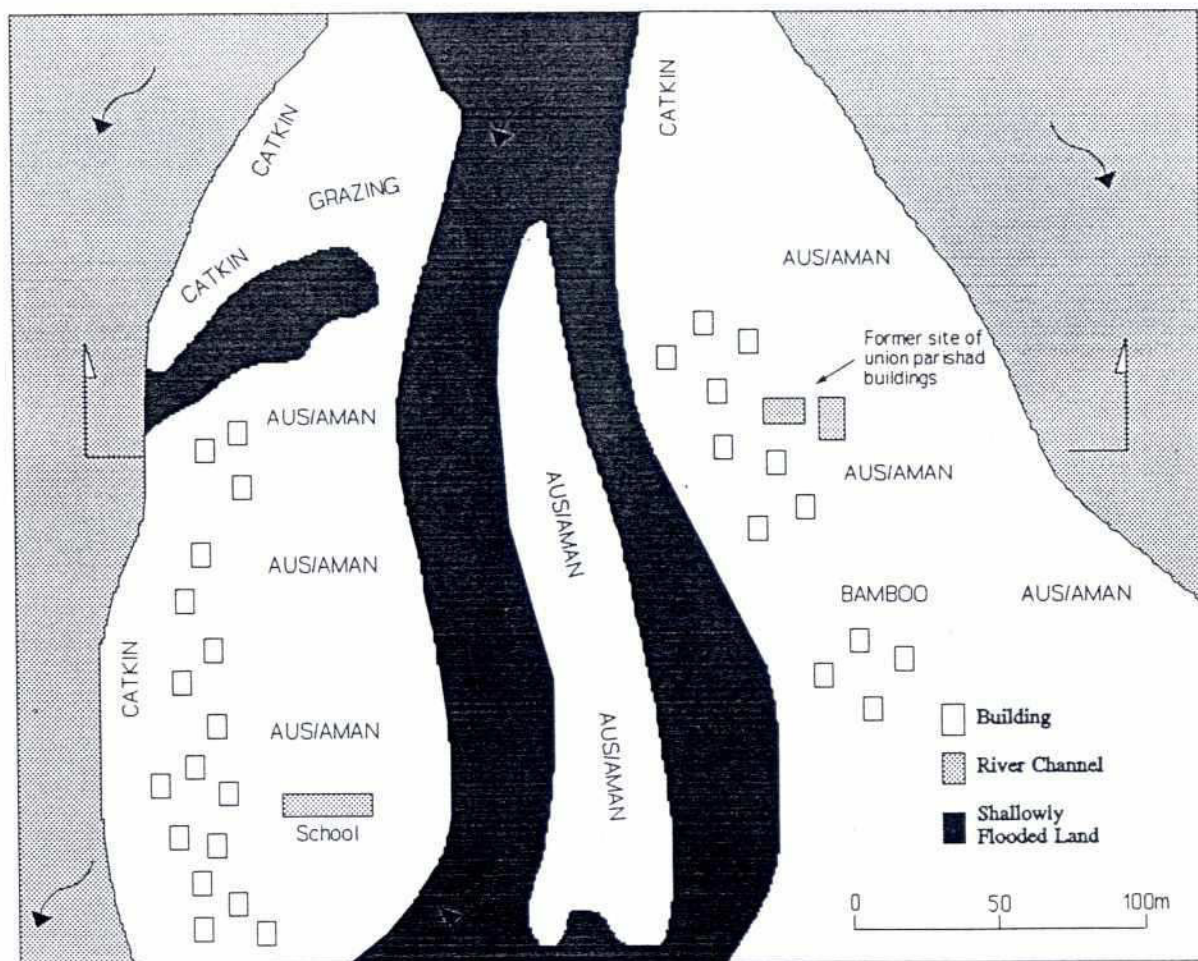 CATKIN
CATKIN
GRAZING
CATKIN
AUS/AMAN
Former site of
union parishad
buildings
AUS/AMAN
AUS/AMAN
AUS/AMAN
AUS/AMAN
BAMBOO
AUS/AMAN
CATKIN
AUS/AMAN
AUS/AMAN
School
Building
River Channel
Shallowly
Flooded Land
0 50 100m